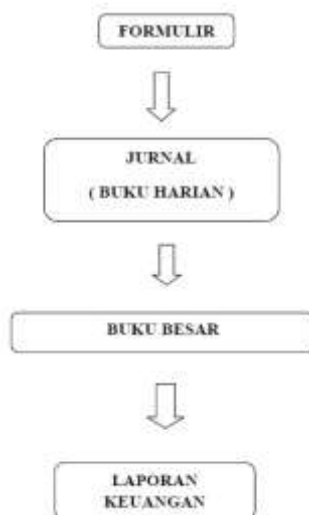 FORMULIR
JURNAL
( BUKU HARIAN )
BUKU BESAR
LAPORAN
KEUANGAN